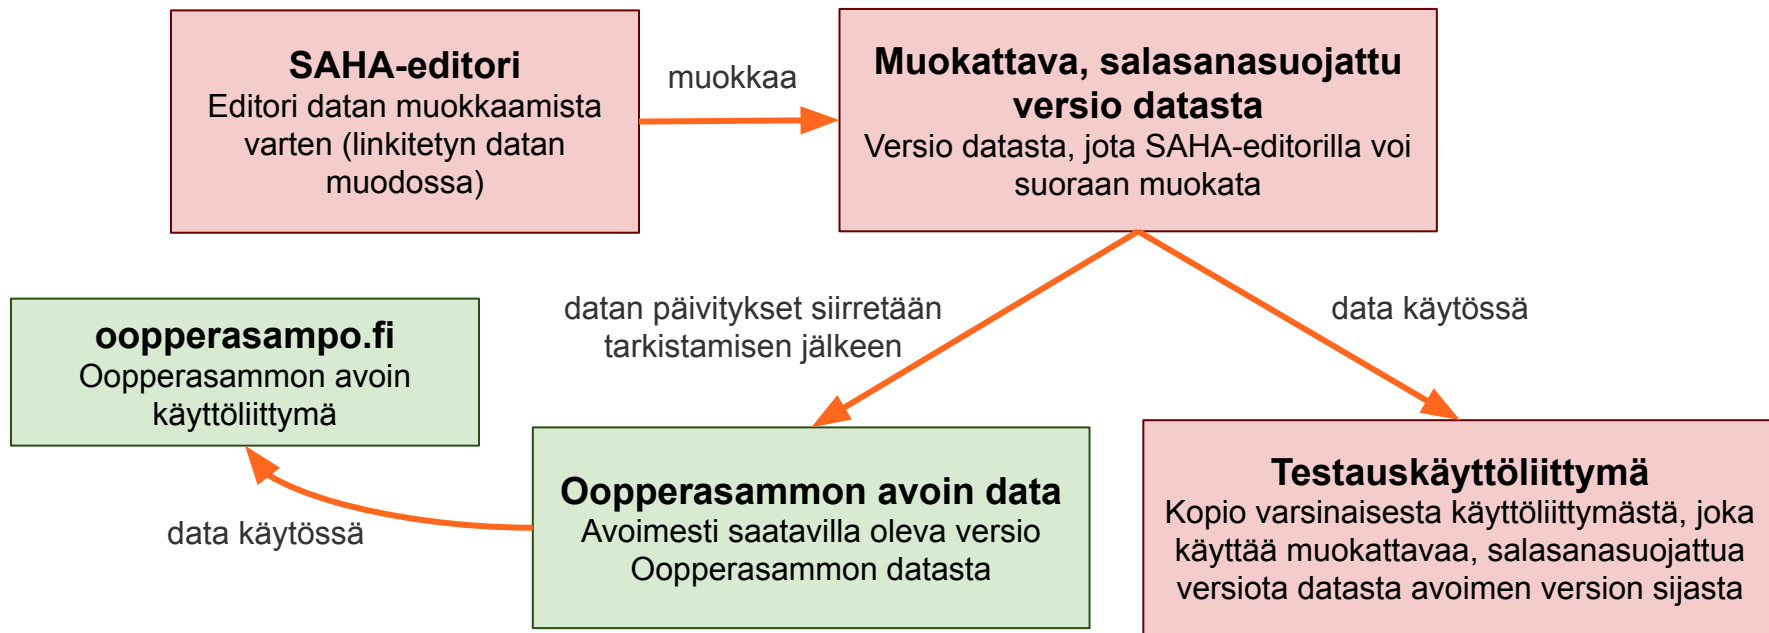 SAHA-editori
Editori datan muokkaamista
varten (linkitetyn datan
muodossa)
muokkaa
Muokattava, salasanasuojattu
versio datasta
Versio datasta, jota SAHA-editorilla voi
suoraan muokata
datan päivitykset siirretään
tarkistamisen jälkeen
data käytössä
oopperasampo.fi
Oopperasammon avoin
käyttöliittymä
data käytössä
Oopperasammon avoin data
Avoimesti saatavilla oleva versio
Oopperasammon datasta
Testauskäyttöliittymä
Kopio varsinaisesta käyttöliittymästä, joka
käyttää muokattavaa, salasanasuojattua
versiota datasta avoimen version sijasta